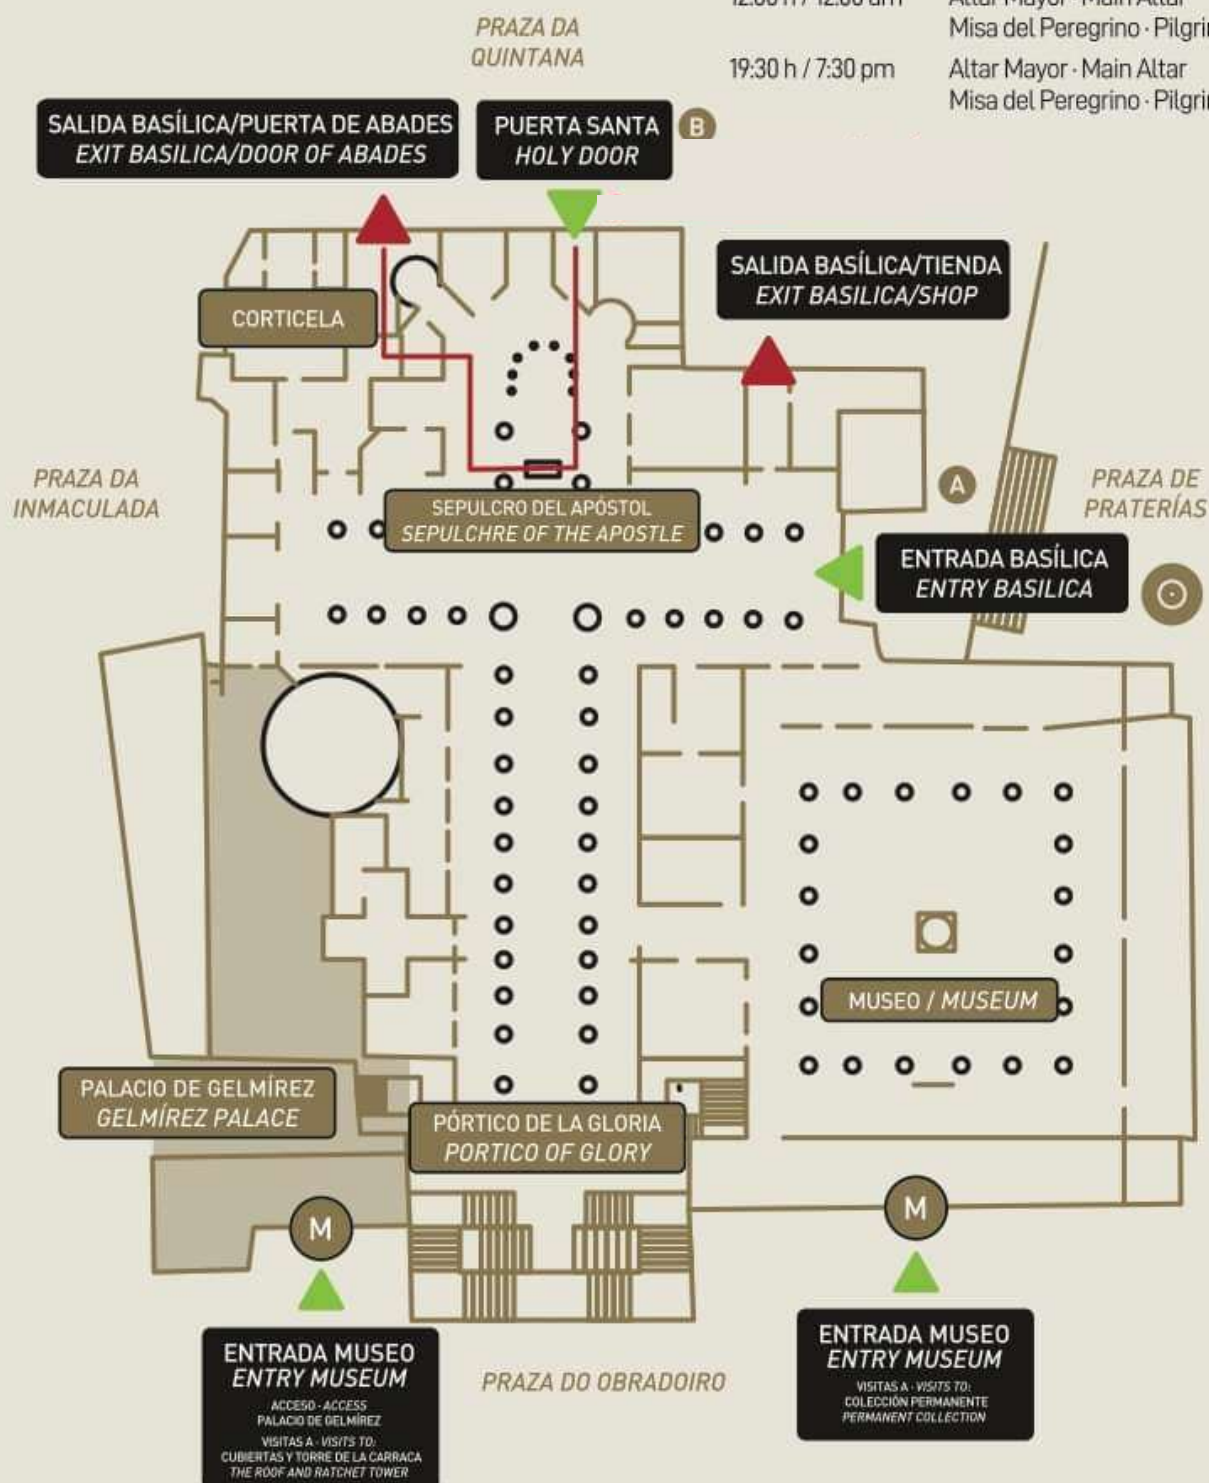 Misa del Peregrino ·
19:30 h / 7:30 pm Altar Mayor · Main Altar
Misa del Peregrino ·
PRAZA DA
QUINTANA
SALIDA BASÍLICA/PUERTA DE ABADES
EXIT BASILICA/DOOR OF ABADES
PUERTA SANTA
HOLY DOOR
B
SALIDA BASÍLICA/TIENDA
EXIT BASILICA/SHOP
CORTICELA
PRAZA DA
INMACULADA
SEPULCRO DEL APÓSTOL
SEPULCHRE OF THE APOSTLE
A
PRAZA DE
PRATERÍAS
ENTRADA BASÍLICA
ENTRY BASILICA
MUSEO / MUSEUM
PALACIO DE GELMÍREZ
GELMÍREZ PALACE
PÓRTICO DE LA GLORIA
PORTICO OF GLORY
M
M
ENTRADA MUSEO
ENTRY MUSEUM
ACCESO · ACCESS
PALACIO DE GELMÍREZ
VISITAS A · VISITS TO:
CUBIERTAS Y TORRE DE LA CARRACA
THE ROOF AND RATCHET TOWER
PRAZA DO OBRADOIRO
ENTRADA MUSEO
ENTRY MUSEUM
VISITAS A · VISITS TO:
COLECCIÓN PERMANENTE
PERMANENT COLLECTION